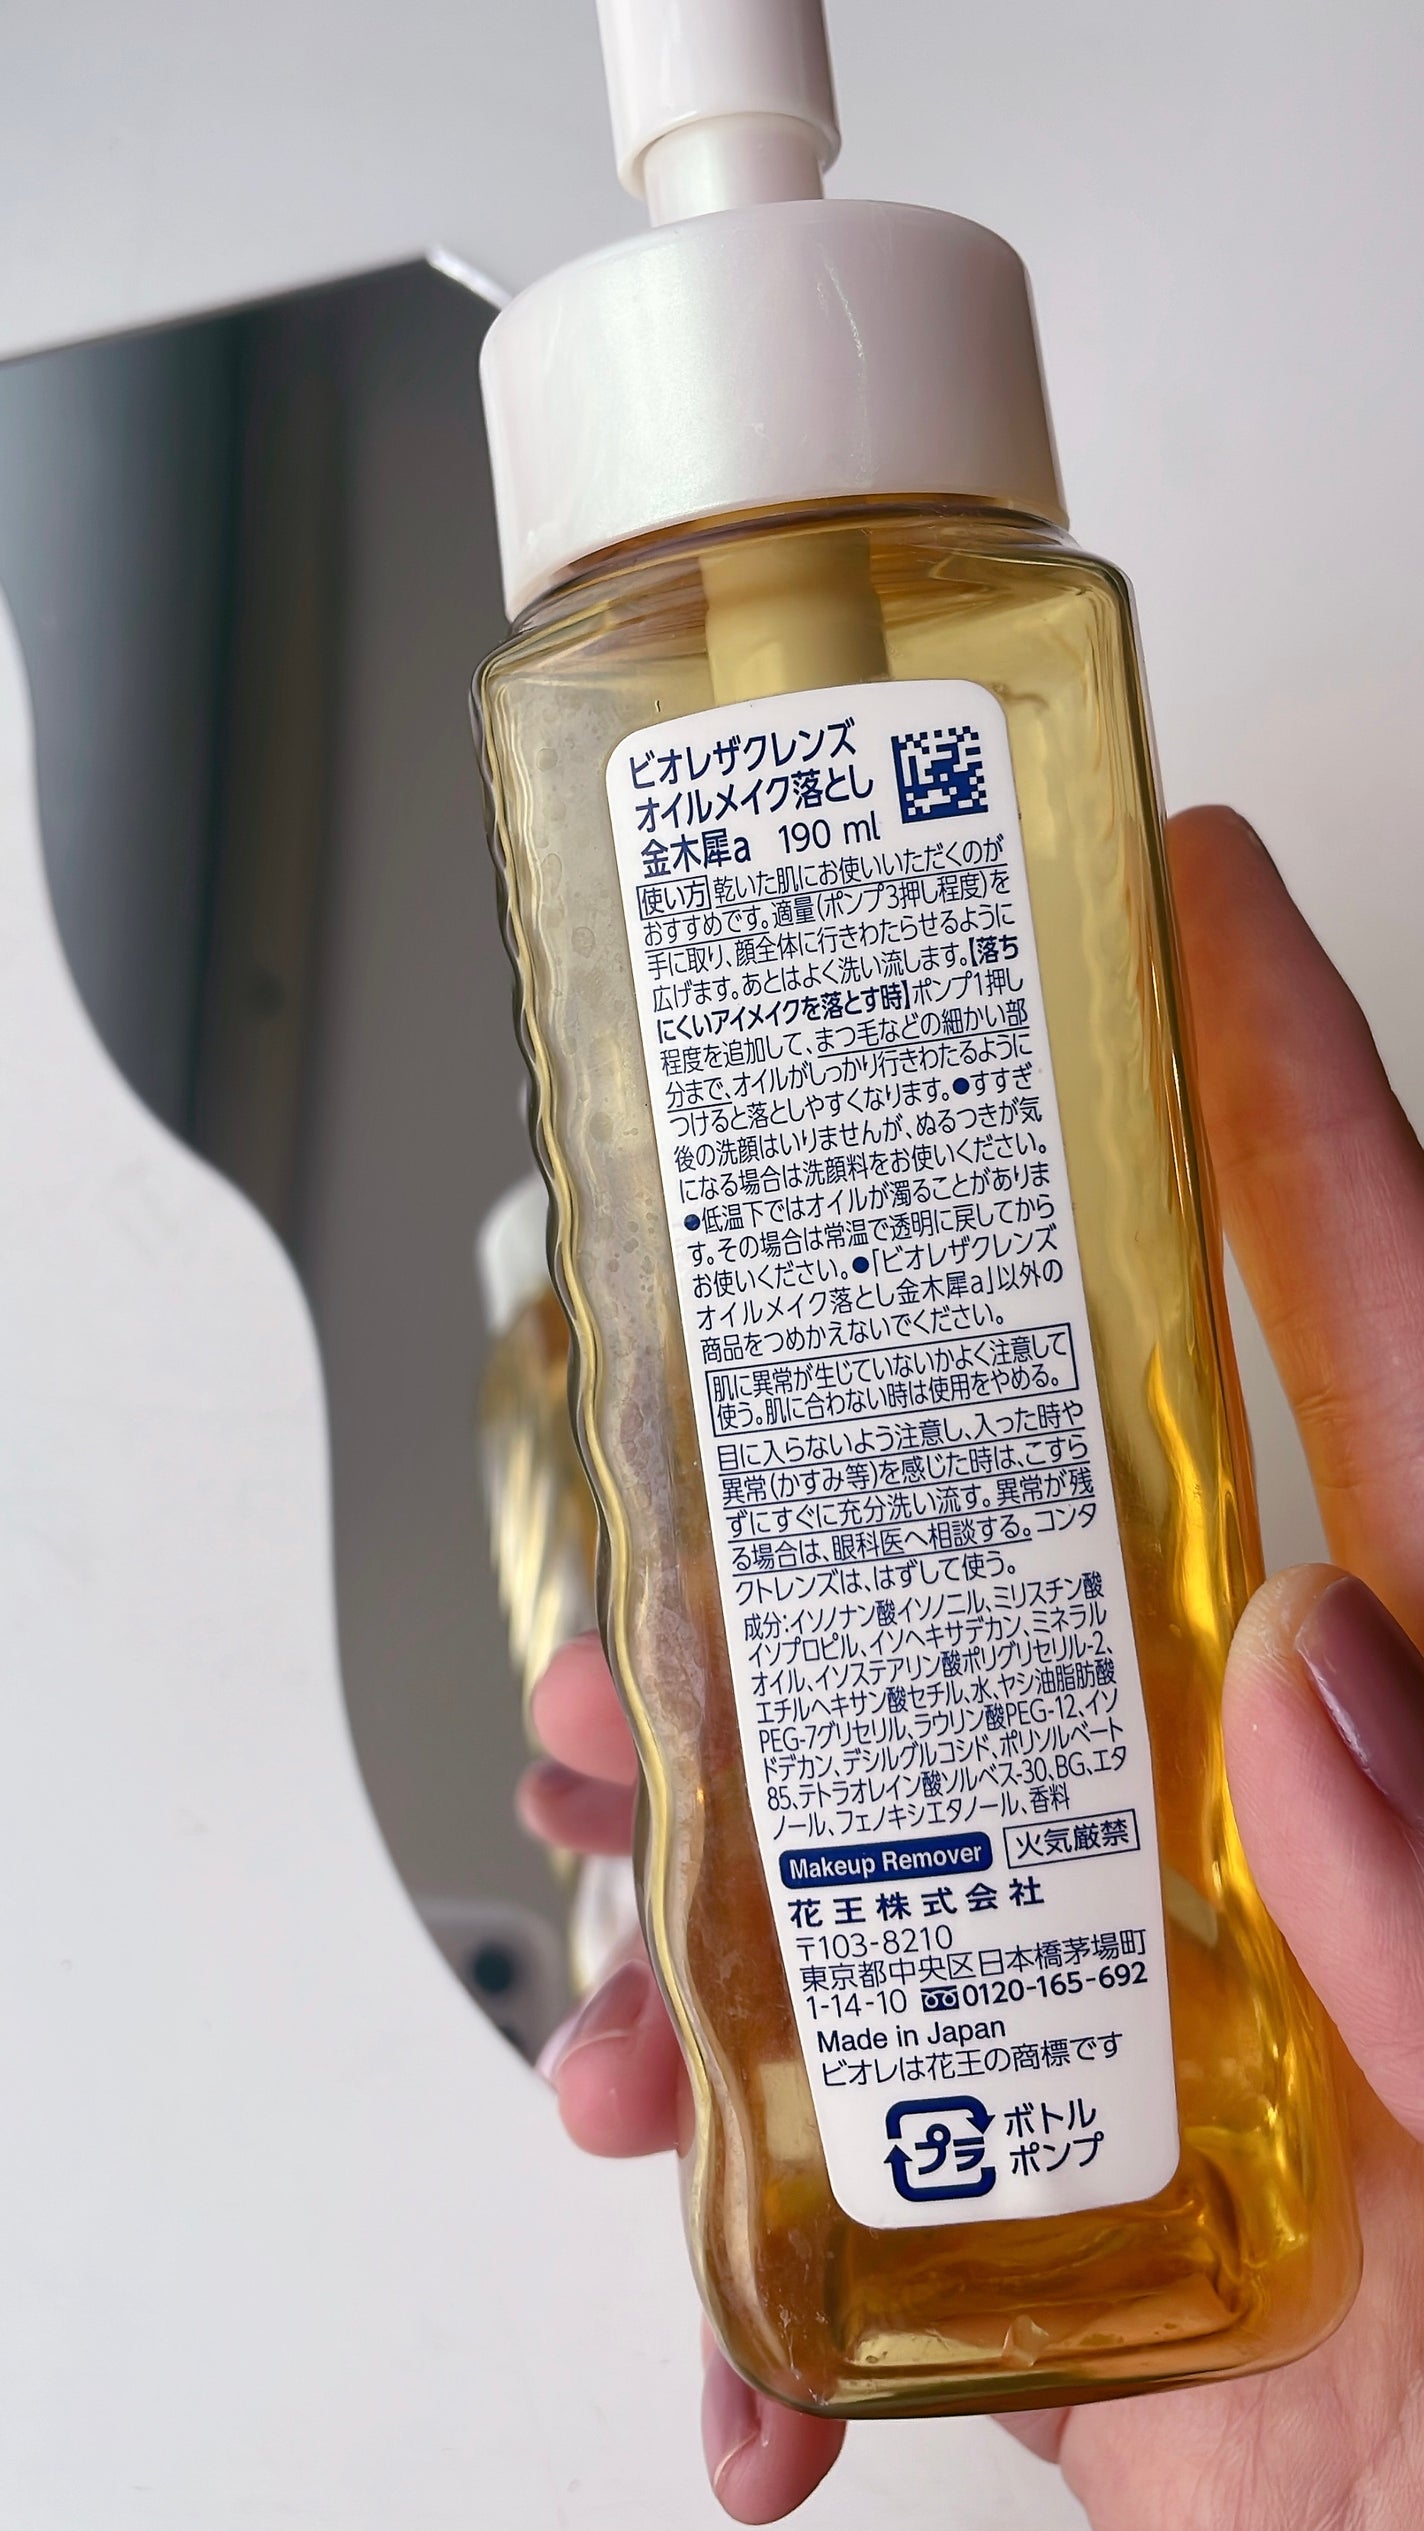 ビオレザクレンズ
オイルメイク落とし
金木犀a 190 ml
使い方 乾いた肌にお使いいただくのが
おすすめです。適量(ポンプ3押し程度)を
手に取り、顔全体に行きわたらせるように
広げます。あとはよく洗い流します。【落ち
にくいアイメイクを落とす時】ポンプ1押し
程度を追加して、まつ毛などの細かい部
分まで、オイルがしっかり行きわたるように
つけると落としやすくなります。●すすぎ
後の洗顔はいりませんが、ぬるつきが気
になる場合は洗顔料をお使いください。
●低温下ではオイルが濁ることがありま
す。その場合は常温で透明に戻してから
お使いください。●「ビオレザクレンズ
オイルメイク落とし金木犀a」以外の
商品をつめかえないでください。
肌に異常が生じていないかよく注意して
使う。肌に合わない時は使用をやめる。
目に入らないよう注意し、入った時や
異常(かすみ等)を感じた時は、こすら
ずにすぐに充分洗い流す。異常が残
る場合は、眼科医へ相談する。コンタ
クトレンズは、はずして使う。
成分:イソノナン酸イソノニル、ミリスチン酸
イソプロピル、イソヘキサデカン、ミネラル
オイル、イソステアリン酸ポリグリセリル-2、
エチルヘキサン酸セチル、水、ヤシ油脂肪酸
PEG-7グリセリル、ラウリン酸PEG-12、イソ
ドデカン、デシルグルコシド、ポリソルベート
85、テトラオレイン酸ソルベス-30、BG、エタ
ノール、フェノキシエタノール、香料
Makeup Remover 火気厳禁
花王株式会社
〒103-8210
東京都中央区日本橋茅場町
1-14-10 0120-165-692
Made in Japan
ビオレは花王の商標です
プラ ボトル
ポンプ